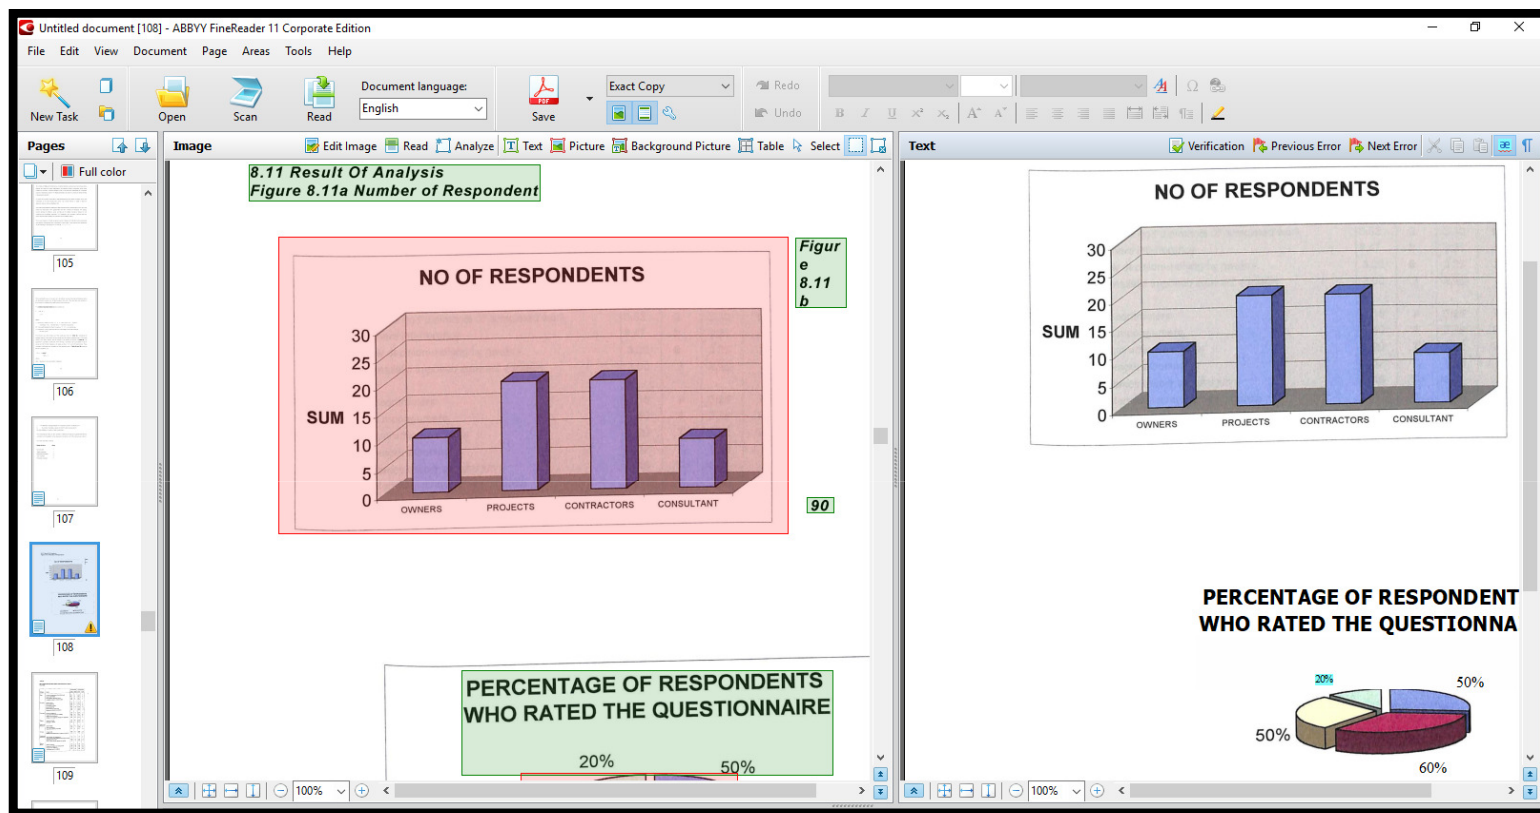 Untitled document [108] - ABBYY FineReader 11 Corporate Edition
File Edit View Document Page Areas Tools Help
New Task
Open
Scan
Read
Document language:
English
PDF
Save
Exact Copy
Redo
Undo
B I U x² x₂ A A
Pages
Full color
105
106
107
108
109
Image
Edit Image Read Analyze Text Picture Background Picture Table Select
8.11 Result Of Analysis
Figure 8.11a Number of Respondent
NO OF RESPONDENTS
30
25
20
SUM 15
10
5
0
OWNERS PROJECTS CONTRACTORS CONSULTANT
Figur
e
8.11
b
90
PERCENTAGE OF RESPONDENTS
WHO RATED THE QUESTIONNAIRE
20% 50%
100%
Text
Verification Previous Error Next Error
NO OF RESPONDENTS
30
25
20
SUM 15
10
5
0
OWNERS PROJECTS CONTRACTORS CONSULTANT
PERCENTAGE OF RESPONDENT
WHO RATED THE QUESTIONNA
20% 50%
50%
60%
100%